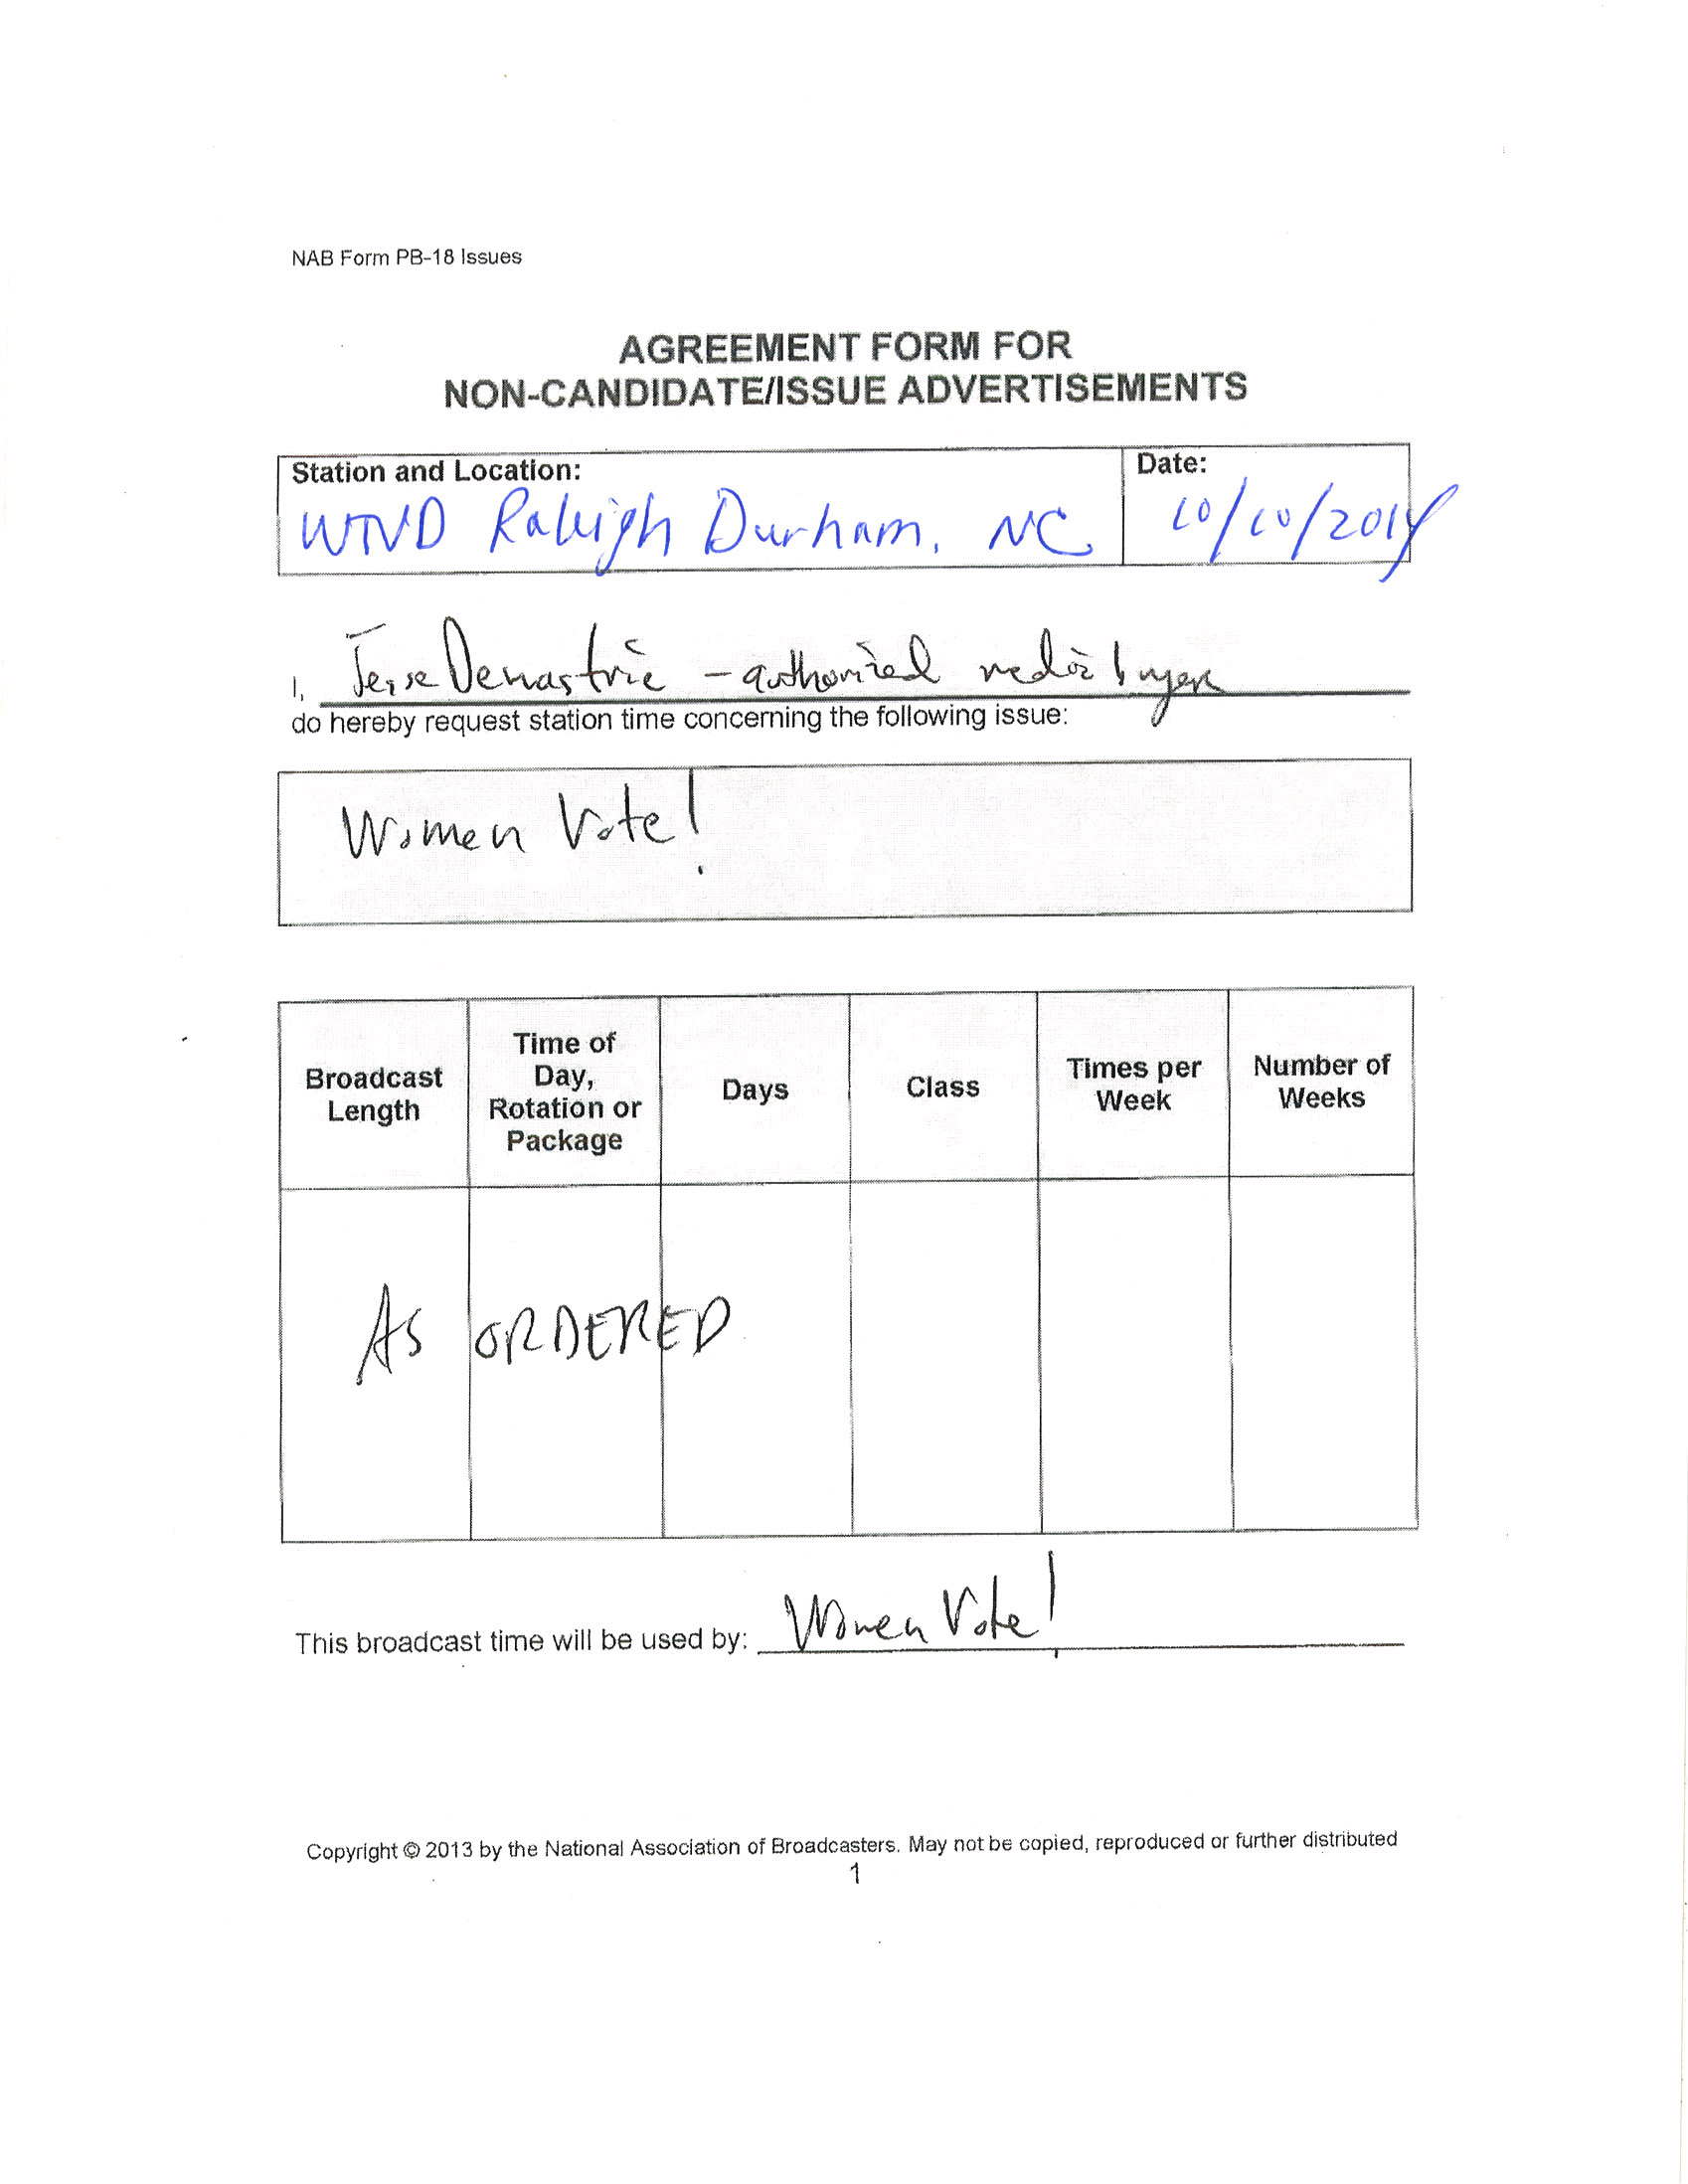 NAB Form PB-18 Issues
AGREEMENT FORM FOR
NON-CANDIDATE/ISSUE ADVERTISEMENTS
Station and Location:
Date:
WTVD Raleigh Durham, NC
10/10/2014
I, Jesse Demastrie - authorized media buyer
do hereby request station time concerning the following issue:
Women Vote!
Broadcast Length
Time of Day, Rotation or Package
Days
Class
Times per Week
Number of Weeks
AS ORDERED
This broadcast time will be used by: Women Vote!
Copyright © 2013 by the National Association of Broadcasters. May not be copied, reproduced or further distributed
1